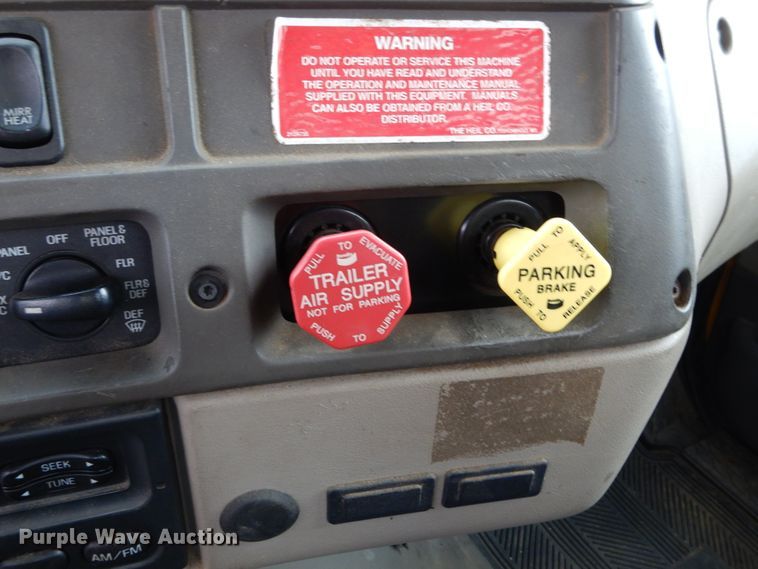 WARNING
DO NOT OPERATE OR SERVICE THIS MACHINE
UNTIL YOU HAVE READ AND UNDERSTAND
THE OPERATION AND MAINTENANCE MANUAL
SUPPLIED WITH THIS EQUIPMENT. MANUALS
CAN ALSO BE OBTAINED FROM A HEIL CO.
DISTRIBUTOR.
THE HEIL CO.
MIRR
HEAT
PANEL
OFF
PANEL&
FLOOR
FLR
FLR&
DEF
DEF
PULL TO EVACUATE
TRAILER
AIR SUPPLY
NOT FOR PARKING
PUSH TO SUPPLY
PULL TO APPLY
PARKING
BRAKE
PUSH TO RELEASE
SEEK
TUNE
AM/FM
Purple Wave Auction